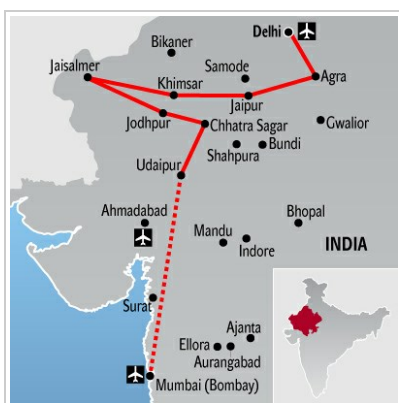 Delhi
Bikaner
Jaisalmer
Samode
Agra
Khimsar
Jaipur
Jodhpur
Chhatra Sagar
Gwalior
Shahpura
Bundi
Udaipur
Ahmadabad
Bhopal
Mandu
Indore
INDIA
Surat
Ajanta
Ellora
Aurangabad
Mumbai (Bombay)